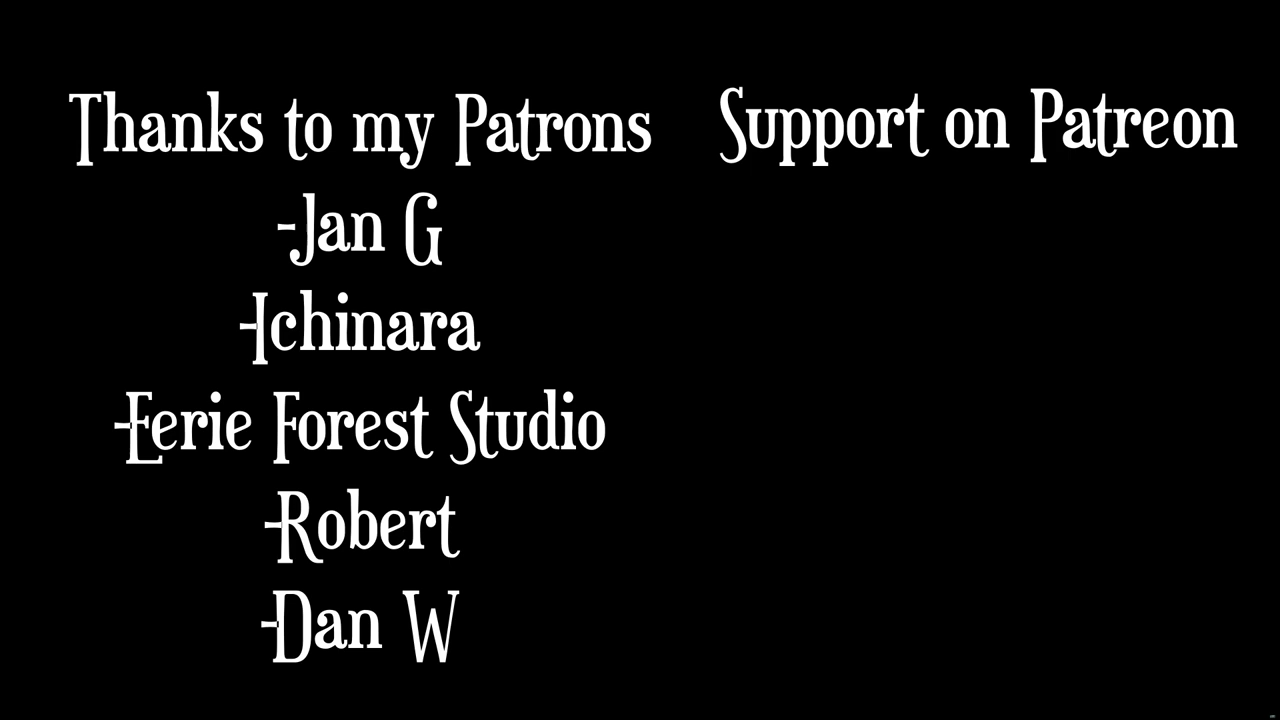 Thanks to my Patrons
-Jan G
-Ichinara
-Eerie Forest Studio
-Robert
-Dan W
Support on Patreon